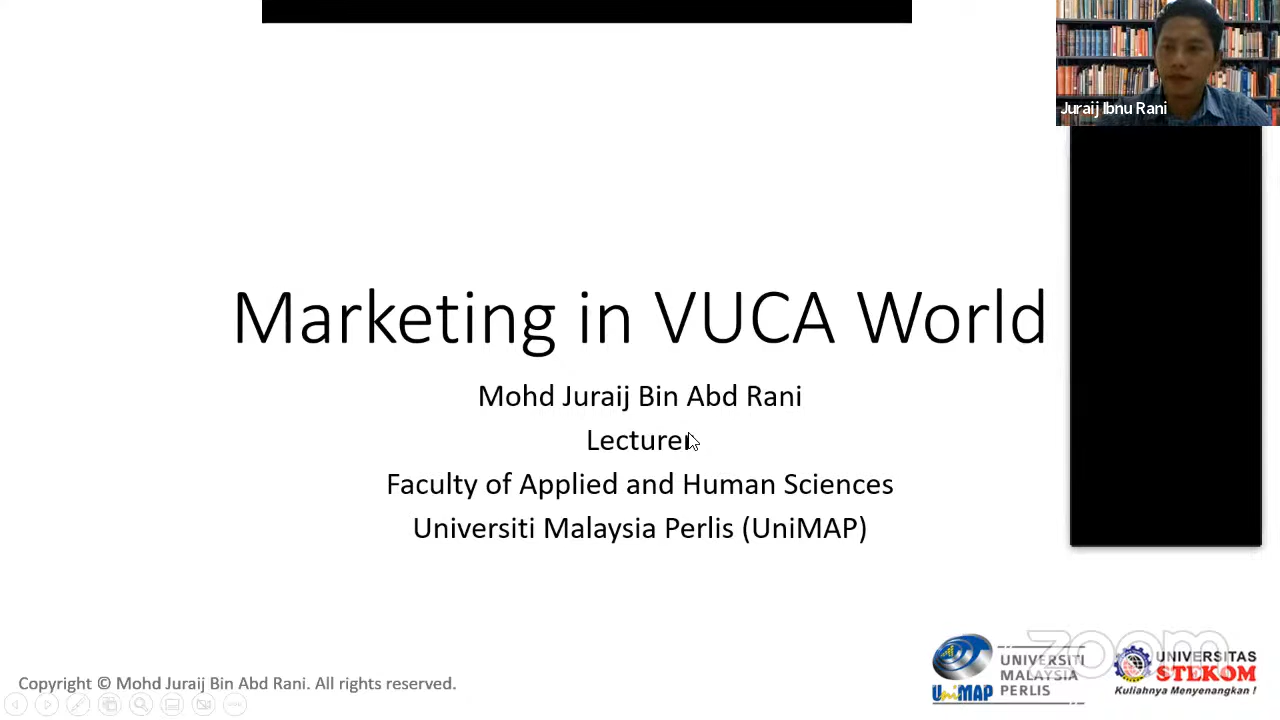 Juraij Ibnu Rani
Marketing in VUCA World
Mohd Juraij Bin Abd Rani
Lecturer
Faculty of Applied and Human Sciences
Universiti Malaysia Perlis (UniMAP)
zoom
UniMAP
UNIVERSITI
MALAYSIA
PERLIS
UNIVERSITAS
STEKOM
Kuliahnya Menyenangkan !
Copyright © Mohd Juraij Bin Abd Rani. All rights reserved.